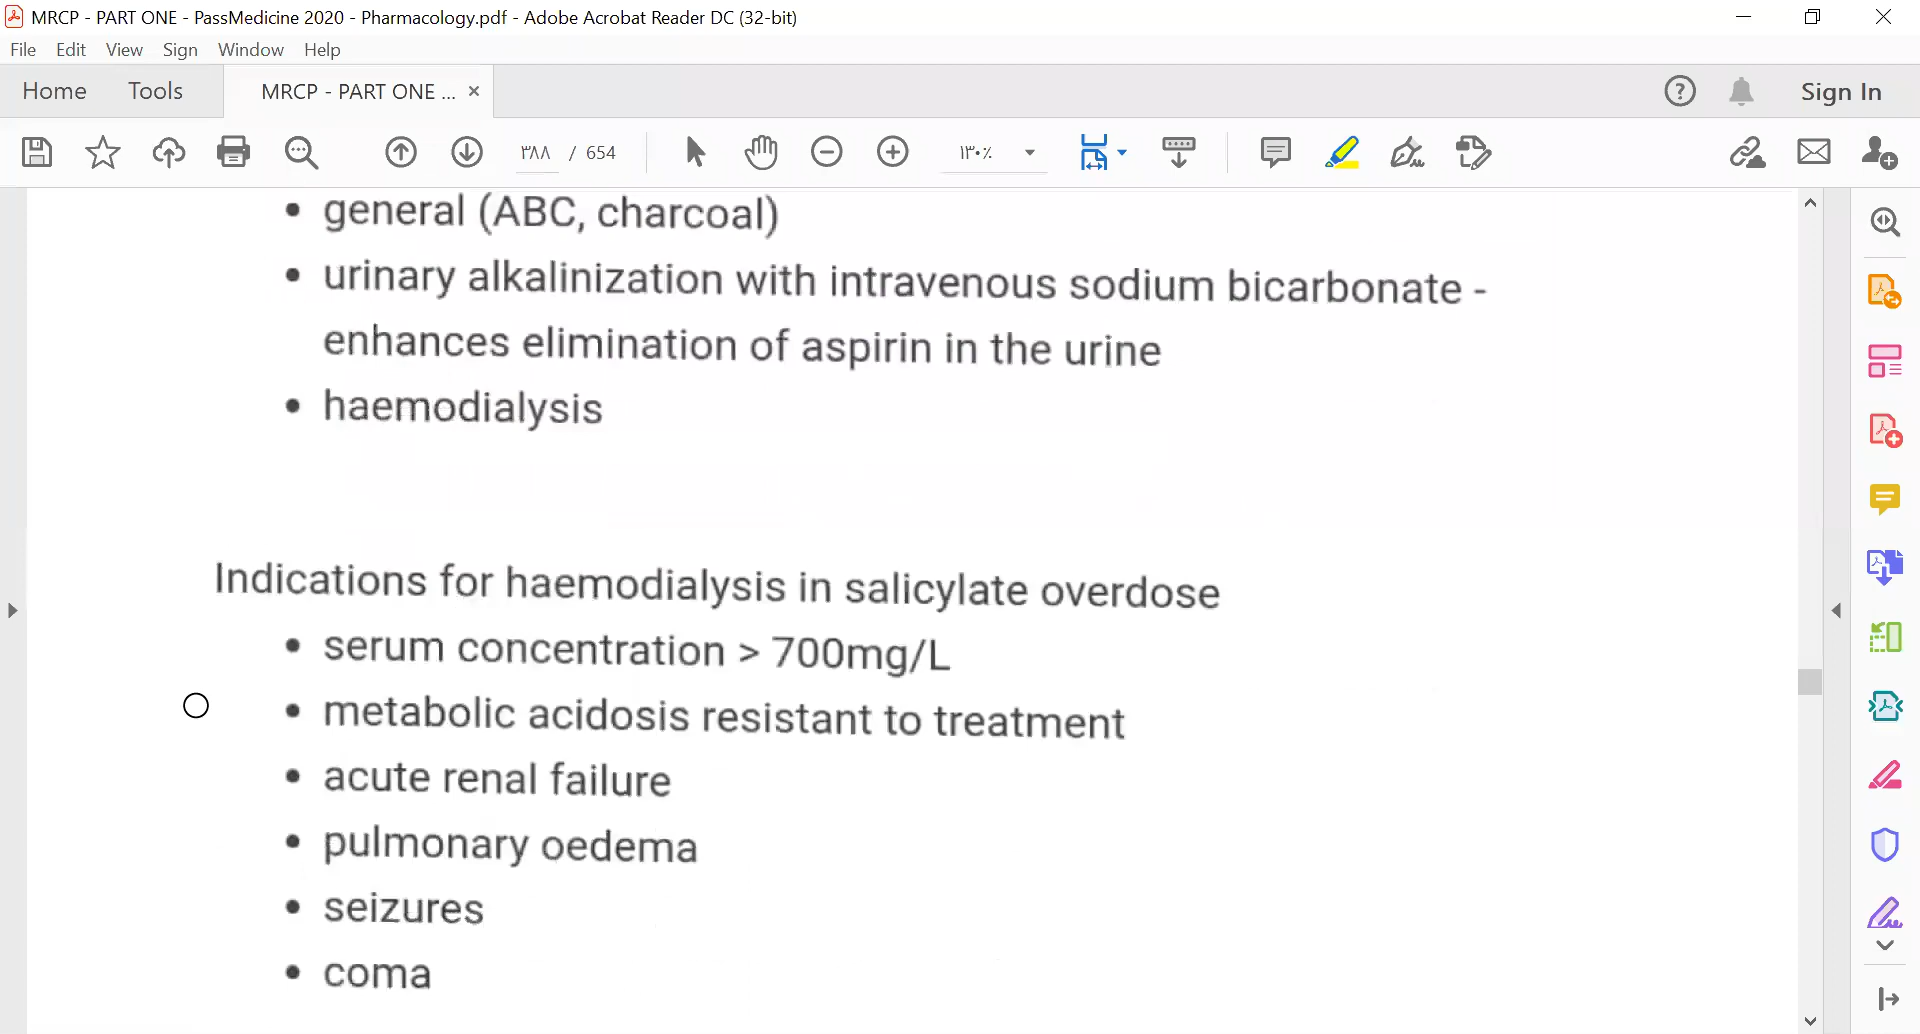 MRCP - PART ONE - PassMedicine 2020 - Pharmacology.pdf - Adobe Acrobat Reader DC (32-bit)
File Edit View Sign Window Help
Home Tools MRCP - PART ONE ... × Sign In
٣٨٨ / 654 ١٣٠٪
• general (ABC, charcoal)
• urinary alkalinization with intravenous sodium bicarbonate -
enhances elimination of aspirin in the urine
• haemodialysis
Indications for haemodialysis in salicylate overdose
• serum concentration > 700mg/L
• metabolic acidosis resistant to treatment
• acute renal failure
• pulmonary oedema
• seizures
• coma